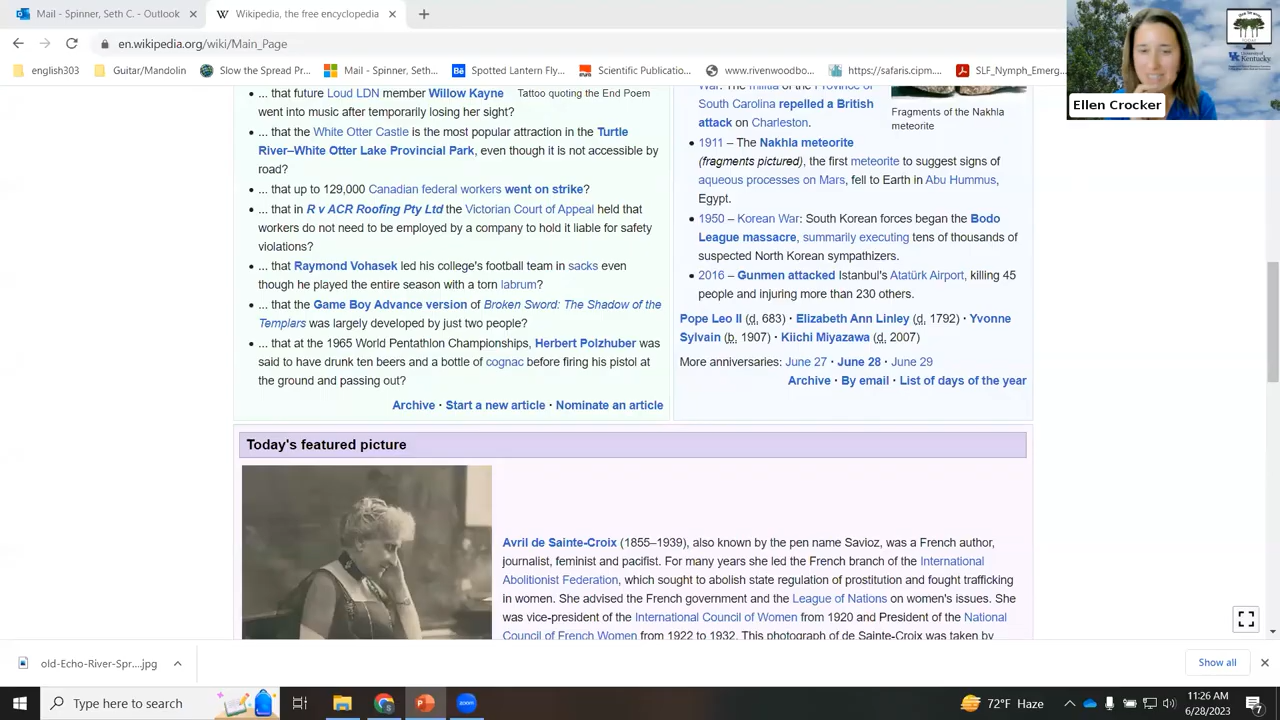 Mail - Spinner, Seth C. - Outlook
Wikipedia, the free encyclopedia
en.wikipedia.org/wiki/Main_Page
english303
Guitar/Mandolin
Slow the Spread Pr...
Mail - Spinner, Seth...
Spotted Lantern Fly...
Scientific Publicatio...
www.rivenwoodbo...
https://safaris.cipm...
SLF_Nymph_Emerg...
Kentucky
Ellen Crocker
... that future Loud LDN member Willow Kayne
went into music after temporarily losing her sight?
Tattoo quoting the End Poem
... that the White Otter Castle is the most popular attraction in the Turtle
River–White Otter Lake Provincial Park, even though it is not accessible by
road?
... that up to 129,000 Canadian federal workers went on strike?
... that in R v ACR Roofing Pty Ltd the Victorian Court of Appeal held that
workers do not need to be employed by a company to hold it liable for safety
violations?
... that Raymond Vohasek led his college's football team in sacks even
though he played the entire season with a torn labrum?
... that the Game Boy Advance version of Broken Sword: The Shadow of the
Templars was largely developed by just two people?
... that at the 1965 World Pentathlon Championships, Herbert Polzhuber was
said to have drunk ten beers and a bottle of cognac before firing his pistol at
the ground and passing out?
Archive · Start a new article · Nominate an article
War: The militia of the Province of
South Carolina repelled a British
attack on Charleston.
Fragments of the Nakhla
meteorite
1911 – The Nakhla meteorite
(fragments pictured), the first meteorite to suggest signs of
aqueous processes on Mars, fell to Earth in Abu Hummus,
Egypt.
1950 – Korean War: South Korean forces began the Bodo
League massacre, summarily executing tens of thousands of
suspected North Korean sympathizers.
2016 – Gunmen attacked Istanbul's Atatürk Airport, killing 45
people and injuring more than 230 others.
Pope Leo II (d. 683) · Elizabeth Ann Linley (d. 1792) · Yvonne
Sylvain (b. 1907) · Kiichi Miyazawa (d. 2007)
More anniversaries: June 27 · June 28 · June 29
Archive · By email · List of days of the year
Today's featured picture
Avril de Sainte-Croix (1855–1939), also known by the pen name Savioz, was a French author,
journalist, feminist and pacifist. For many years she led the French branch of the International
Abolitionist Federation, which sought to abolish state regulation of prostitution and fought trafficking
in women. She advised the French government and the League of Nations on women's issues. She
was vice-president of the International Council of Women from 1920 and President of the National
Council of French Women from 1922 to 1932. This photograph of de Sainte-Croix was taken by
old-Echo-River-Spr....jpg
Show all
Type here to search
zoom
72°F Haze
11:26 AM
6/28/2023
7